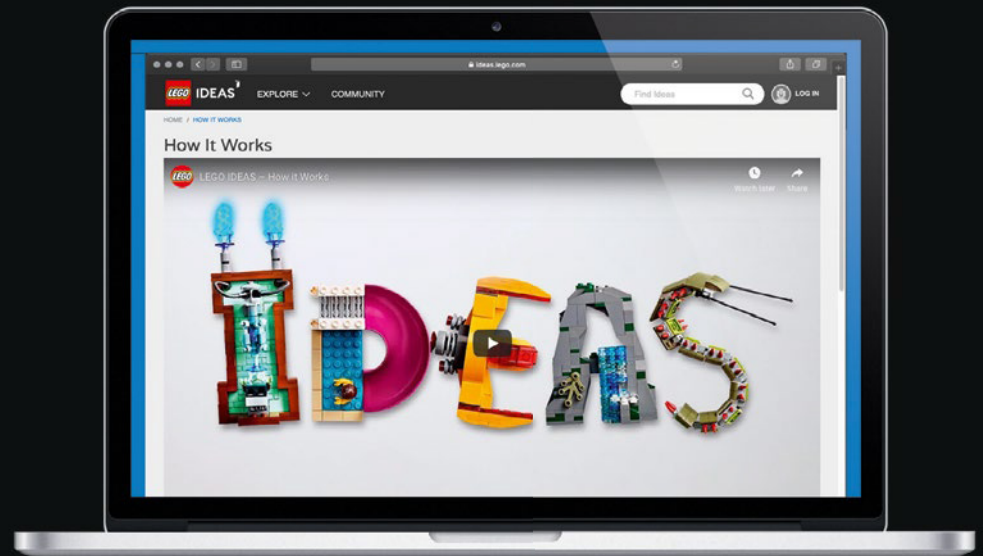 ideas.lego.com
LEGO IDEAS EXPLORE COMMUNITY Find Ideas LOG IN
HOME / HOW IT WORKS
How It Works
LEGO LEGO IDEAS – How it Works
Watch later Share
IDEAS